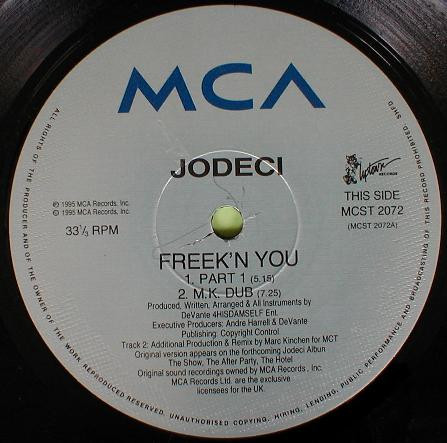 MCA
JODECI
Uptown
RECORDS
THIS SIDE
MCST 2072
(MCST 2072A)
℗ 1995 MCA Records, Inc.
© 1995 MCA Records, Inc.
33⅓ RPM
FREEK'N YOU
1. PART 1 (5.15)
2. M.K. DUB (7.25)
Produced, Written, Arranged & All Instruments by
DeVante 4HISDAMSELF Ent.
Executive Producers: Andre Harrell & DeVante
Publishing: Copyright Control
Track 2: Additional Production & Remix by Marc Kinchen for MCT
Original version appears on the forthcoming Jodeci Album
The Show, The After Party, The Hotel
Original sound recordings owned by MCA Records, Inc.
MCA Records Ltd. are the exclusive
licensees for the UK.
ALL RIGHTS OF THE PRODUCER AND OF THE OWNER OF THE WORK REPRODUCED RESERVED. UNAUTHORISED COPYING, HIRING, LENDING, PUBLIC PERFORMANCE AND BROADCASTING OF THIS RECORD PROHIBITED.